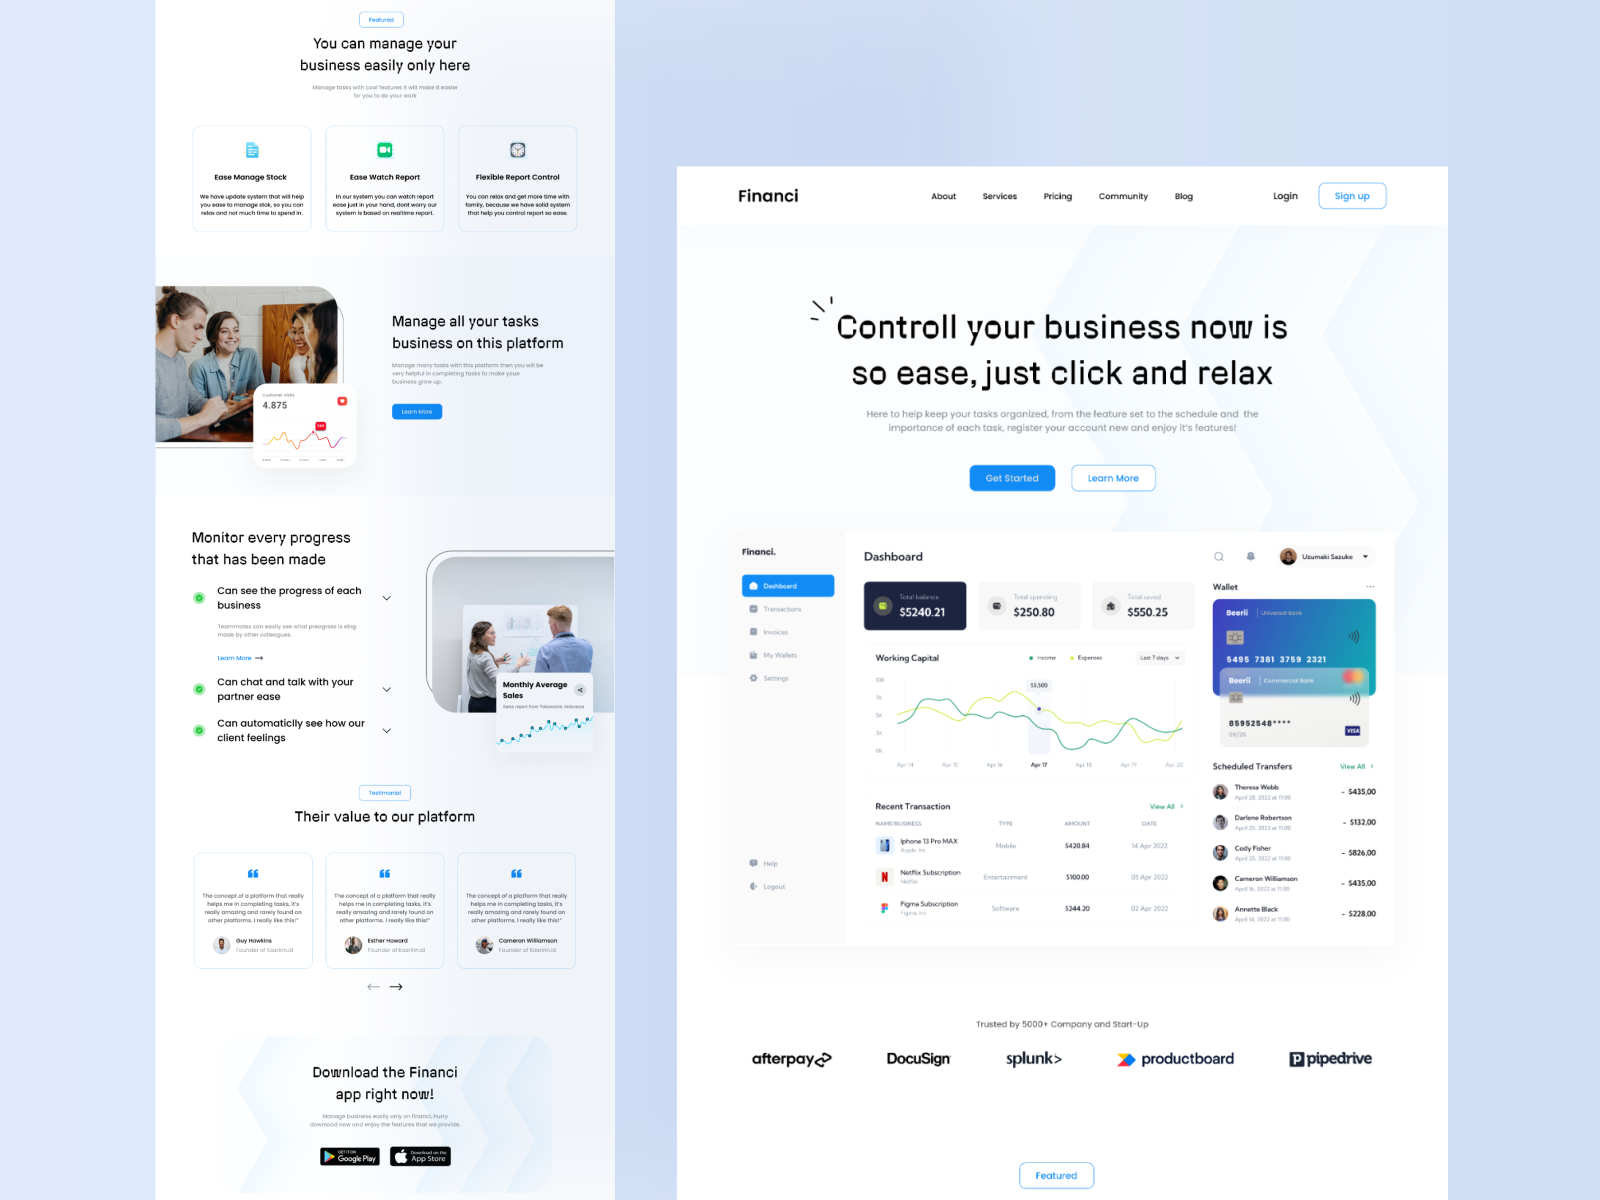 Featured
You can manage your
business easily only here
Manage tasks with cool features it will make it easier
for you to do your work
Ease Manage Stock
We have update system that will help
you ease to manage stok, so you can
relax and not much time to spend in.
Ease Watch Report
In our system you can watch report
ease just in your hand, dont worry our
system is based on realtime report.
Flexible Report Control
You can relax and get more time with
family, because we have solid system
that help you control report so ease.
Customer Visits
4.875
Manage all your tasks
business on this platform
Manage many tasks with this platform then you will be
very helpful in completing tasks to make your
business grow up.
Learn More
Monitor every progress
that has been made
Can see the progress of each
business
Teammates can easily see what preogress is eing
made by other colleagues.
Learn More
Can chat and talk with your
partner ease
Can automaticlly see how our
client feelings
Monthly Average
Sales
Sales report from Tokonomie, Indonesia
Testimonial
Their value to our platform
The concept of a platform that really
helps me in completing tasks, it's
really amazing and rarely found on
other platforms. I really like this!"
Guy Hawkins
Founder of Kasrinn.id
The concept of a platform that really
helps me in completing tasks, it's
really amazing and rarely found on
other platforms. I really like this!"
Esther Howard
Founder of Kasrinn.id
The concept of a platform that really
helps me in completing tasks, it's
really amazing and rarely found on
other platforms. I really like this!"
Cameron Williamson
Founder of Kasrinn.id
Download the Financi
app right now!
Manage business easily only on financi, hurry
download now and enjoy the features that we provide.
GET IT ON
Google Play
Download on the
App Store
Financi
About
Services
Pricing
Community
Blog
Login
Sign up
Controll your business now is
so ease, just click and relax
Here to help keep your tasks organized, from the feature set to the schedule and the
importance of each task, register your account new and enjoy it's features!
Get Started
Learn More
Financi.
Dashboard
Transactions
Invoices
My Wallets
Settings
Help
Logout
Dashboard
Uzumaki Sazuke
Total balance
$5240.21
Total spending
$250.80
Total saved
$550.25
Working Capital
Income
Expenses
Last 7 days
10K
7K
5K
3K
0K
$5,500
Apr 14
Apr 15
Apr 16
Apr 17
Apr 18
Apr 19
Apr 20
Recent Transaction
View All
NAME/BUSINESS
TYPE
AMOUNT
DATE
Iphone 13 Pro MAX
Apple. Inc
Mobile
$420.84
14 Apr 2022
Netflix Subscription
Netflix
Entertainment
$100.00
05 Apr 2022
Figma Subscription
Figma. Inc
Software
$244.20
02 Apr 2022
Wallet
Beerii
Universal Bank
5495 7381 3759 2321
Beerii
Commercial Bank
85952548****
09/25
VISA
Scheduled Transfers
View All
Theresa Webb
April 28, 2022 at 11:00
- $435,00
Darlene Robertson
April 25, 2022 at 11:00
- $132,00
Cody Fisher
April 25, 2022 at 11:00
- $826,00
Cameron Williamson
April 16, 2022 at 11:00
- $435,00
Annette Black
April 14, 2022 at 11:00
- $228,00
Trusted by 5000+ Company and Start-Up
afterpay
DocuSign
splunk>
productboard
pipedrive
Featured